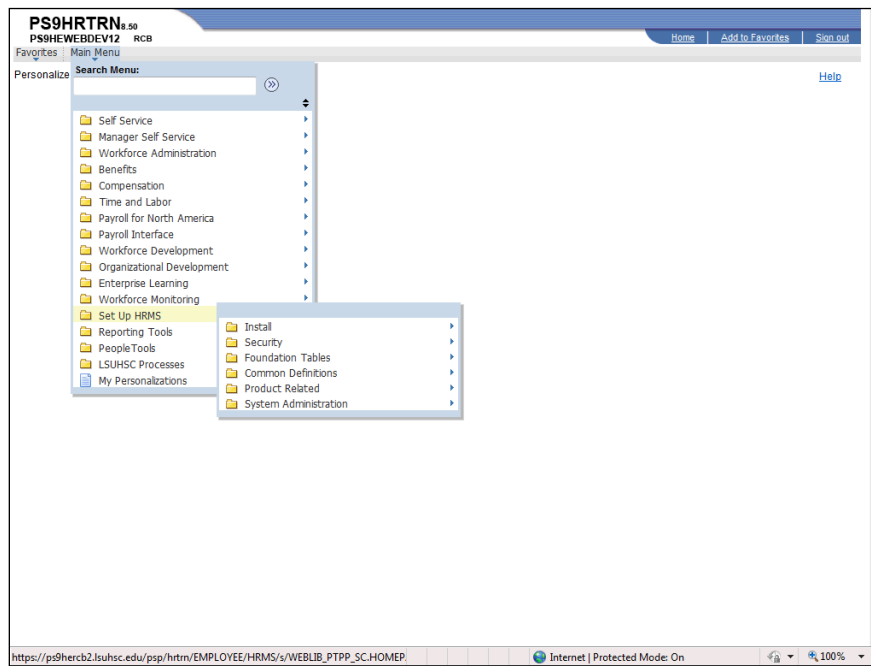 PS9HRTRN8.50
PS9HEWEBDEV12 RCB
Home Add to Favorites Sign out
Favorites Main Menu
Personalize Search Menu: Help
Self Service
Manager Self Service
Workforce Administration
Benefits
Compensation
Time and Labor
Payroll for North America
Payroll Interface
Workforce Development
Organizational Development
Enterprise Learning
Workforce Monitoring
Set Up HRMS
Reporting Tools
PeopleTools
LSUHSC Processes
My Personalizations
Install
Security
Foundation Tables
Common Definitions
Product Related
System Administration
https://ps9hercb2.lsuhsc.edu/psp/hrtrn/EMPLOYEE/HRMS/s/WEBLIB_PTPP_SC.HOMEP Internet | Protected Mode: On 100%